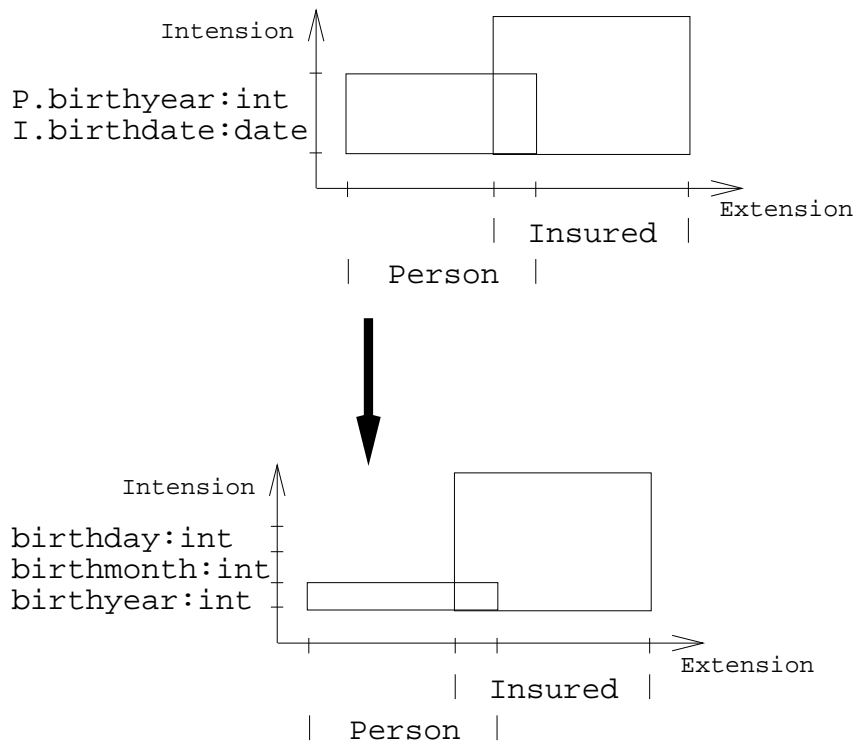 Intension
P.birthyear:int
I.birthdate:date
Extension
Insured
Person
Intension
birthday:int
birthmonth:int
birthyear:int
Extension
Insured
Person